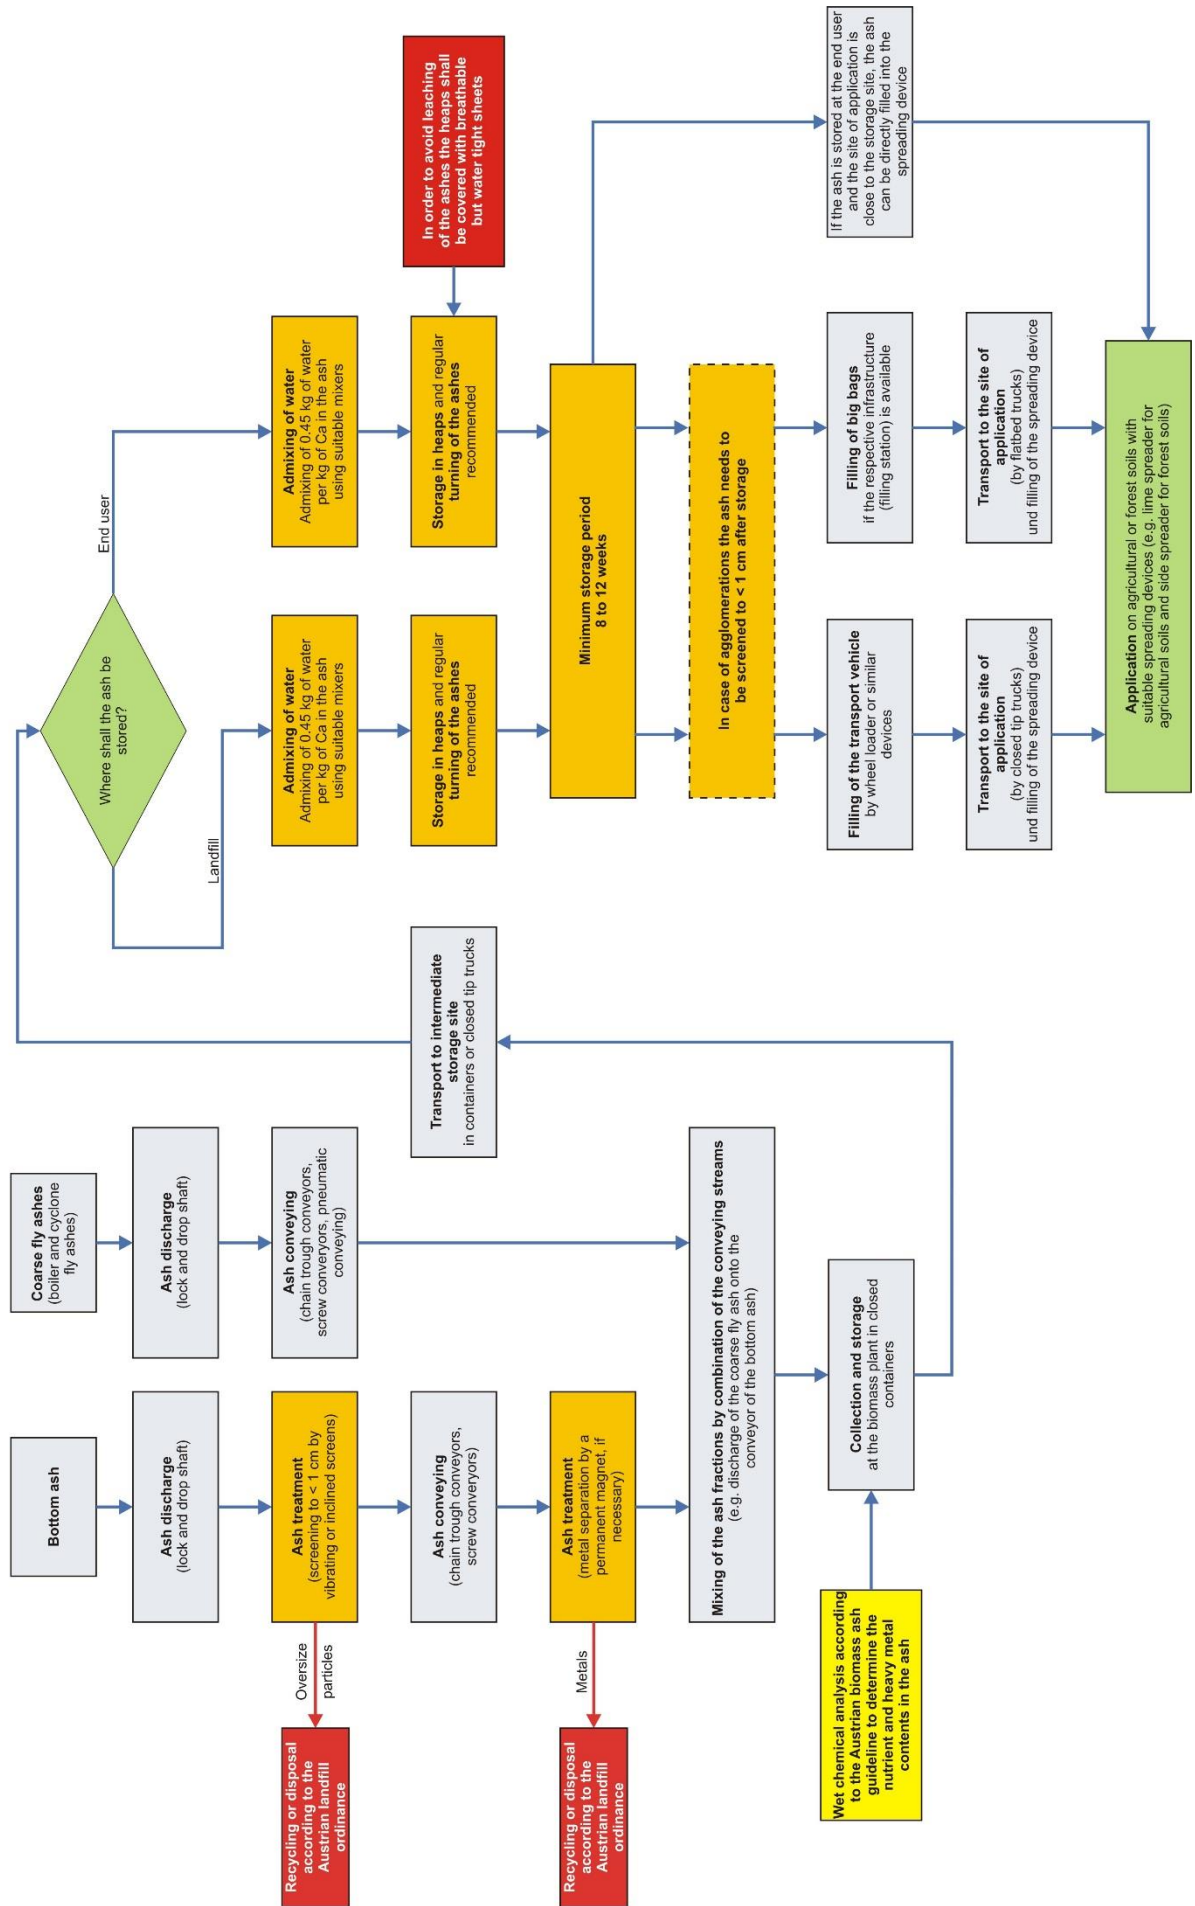 Bottom ash
Coarse fly ashes
(boiler and cyclone
fly ashes)
Ash discharge
(lock and drop shaft)
Ash discharge
(lock and drop shaft)
Recycling or disposal
according to the
Austrian landfill
ordinance
Oversize
particles
Ash treatment
(screening to < 1 cm by
vibrating or inclined screens)
Ash conveying
(chain trough conveyors,
screw converyors, pneumatic
conveying)
Ash conveying
(chain trough conveyors,
screw converyors)
Recycling or disposal
according to the
Austrian landfill
ordinance
Metals
Ash treatment
(metal separation by a
permanent magnet, if
necessary)
Mixing of the ash fractions by combination of the conveying streams
(e.g. discharge of the coarse fly ash onto the
conveyor of the bottom ash)
Wet chemical analysis according
to the Austrian biomass ash
guideline to determine the
nutrient and heavy metal
contents in the ash
Collection and storage
at the biomass plant in closed
containers
Transport to intermediate
storage site
in containers or closed tip trucks
Where shall the ash be
stored?
Landfill
End user
Admixing of water
Admixing of 0.45 kg of water
per kg of Ca in the ash
using suitable mixers
Admixing of water
Admixing of 0.45 kg of water
per kg of Ca in the ash
using suitable mixers
Storage in heaps and regular
turning of the ashes
recommended
Storage in heaps and regular
turning of the ashes
recommended
In order to avoid leaching
of the ashes the heaps shall
be covered with breathable
but water tight sheets
Minimum storage period
8 to 12 weeks
In case of agglomerations the ash needs to
be screened to < 1 cm after storage
Filling of the transport vehicle
by wheel loader or similar
devices
Filling of big bags
if the respective infrastructure
(filling station) is available
If the ash is stored at the end user
and the site of application is
close to the storage site, the ash
can be directly filled into the
spreading device
Transport to the site of
application
(by closed tip trucks)
und filling of the spreading device
Transport to the site of
application
(by flatbed trucks)
und filling of the spreading device
Application on agricultural or forest soils with
suitable spreading devices (e.g. lime spreader for
agricultural soils and side spreader for forest soils)